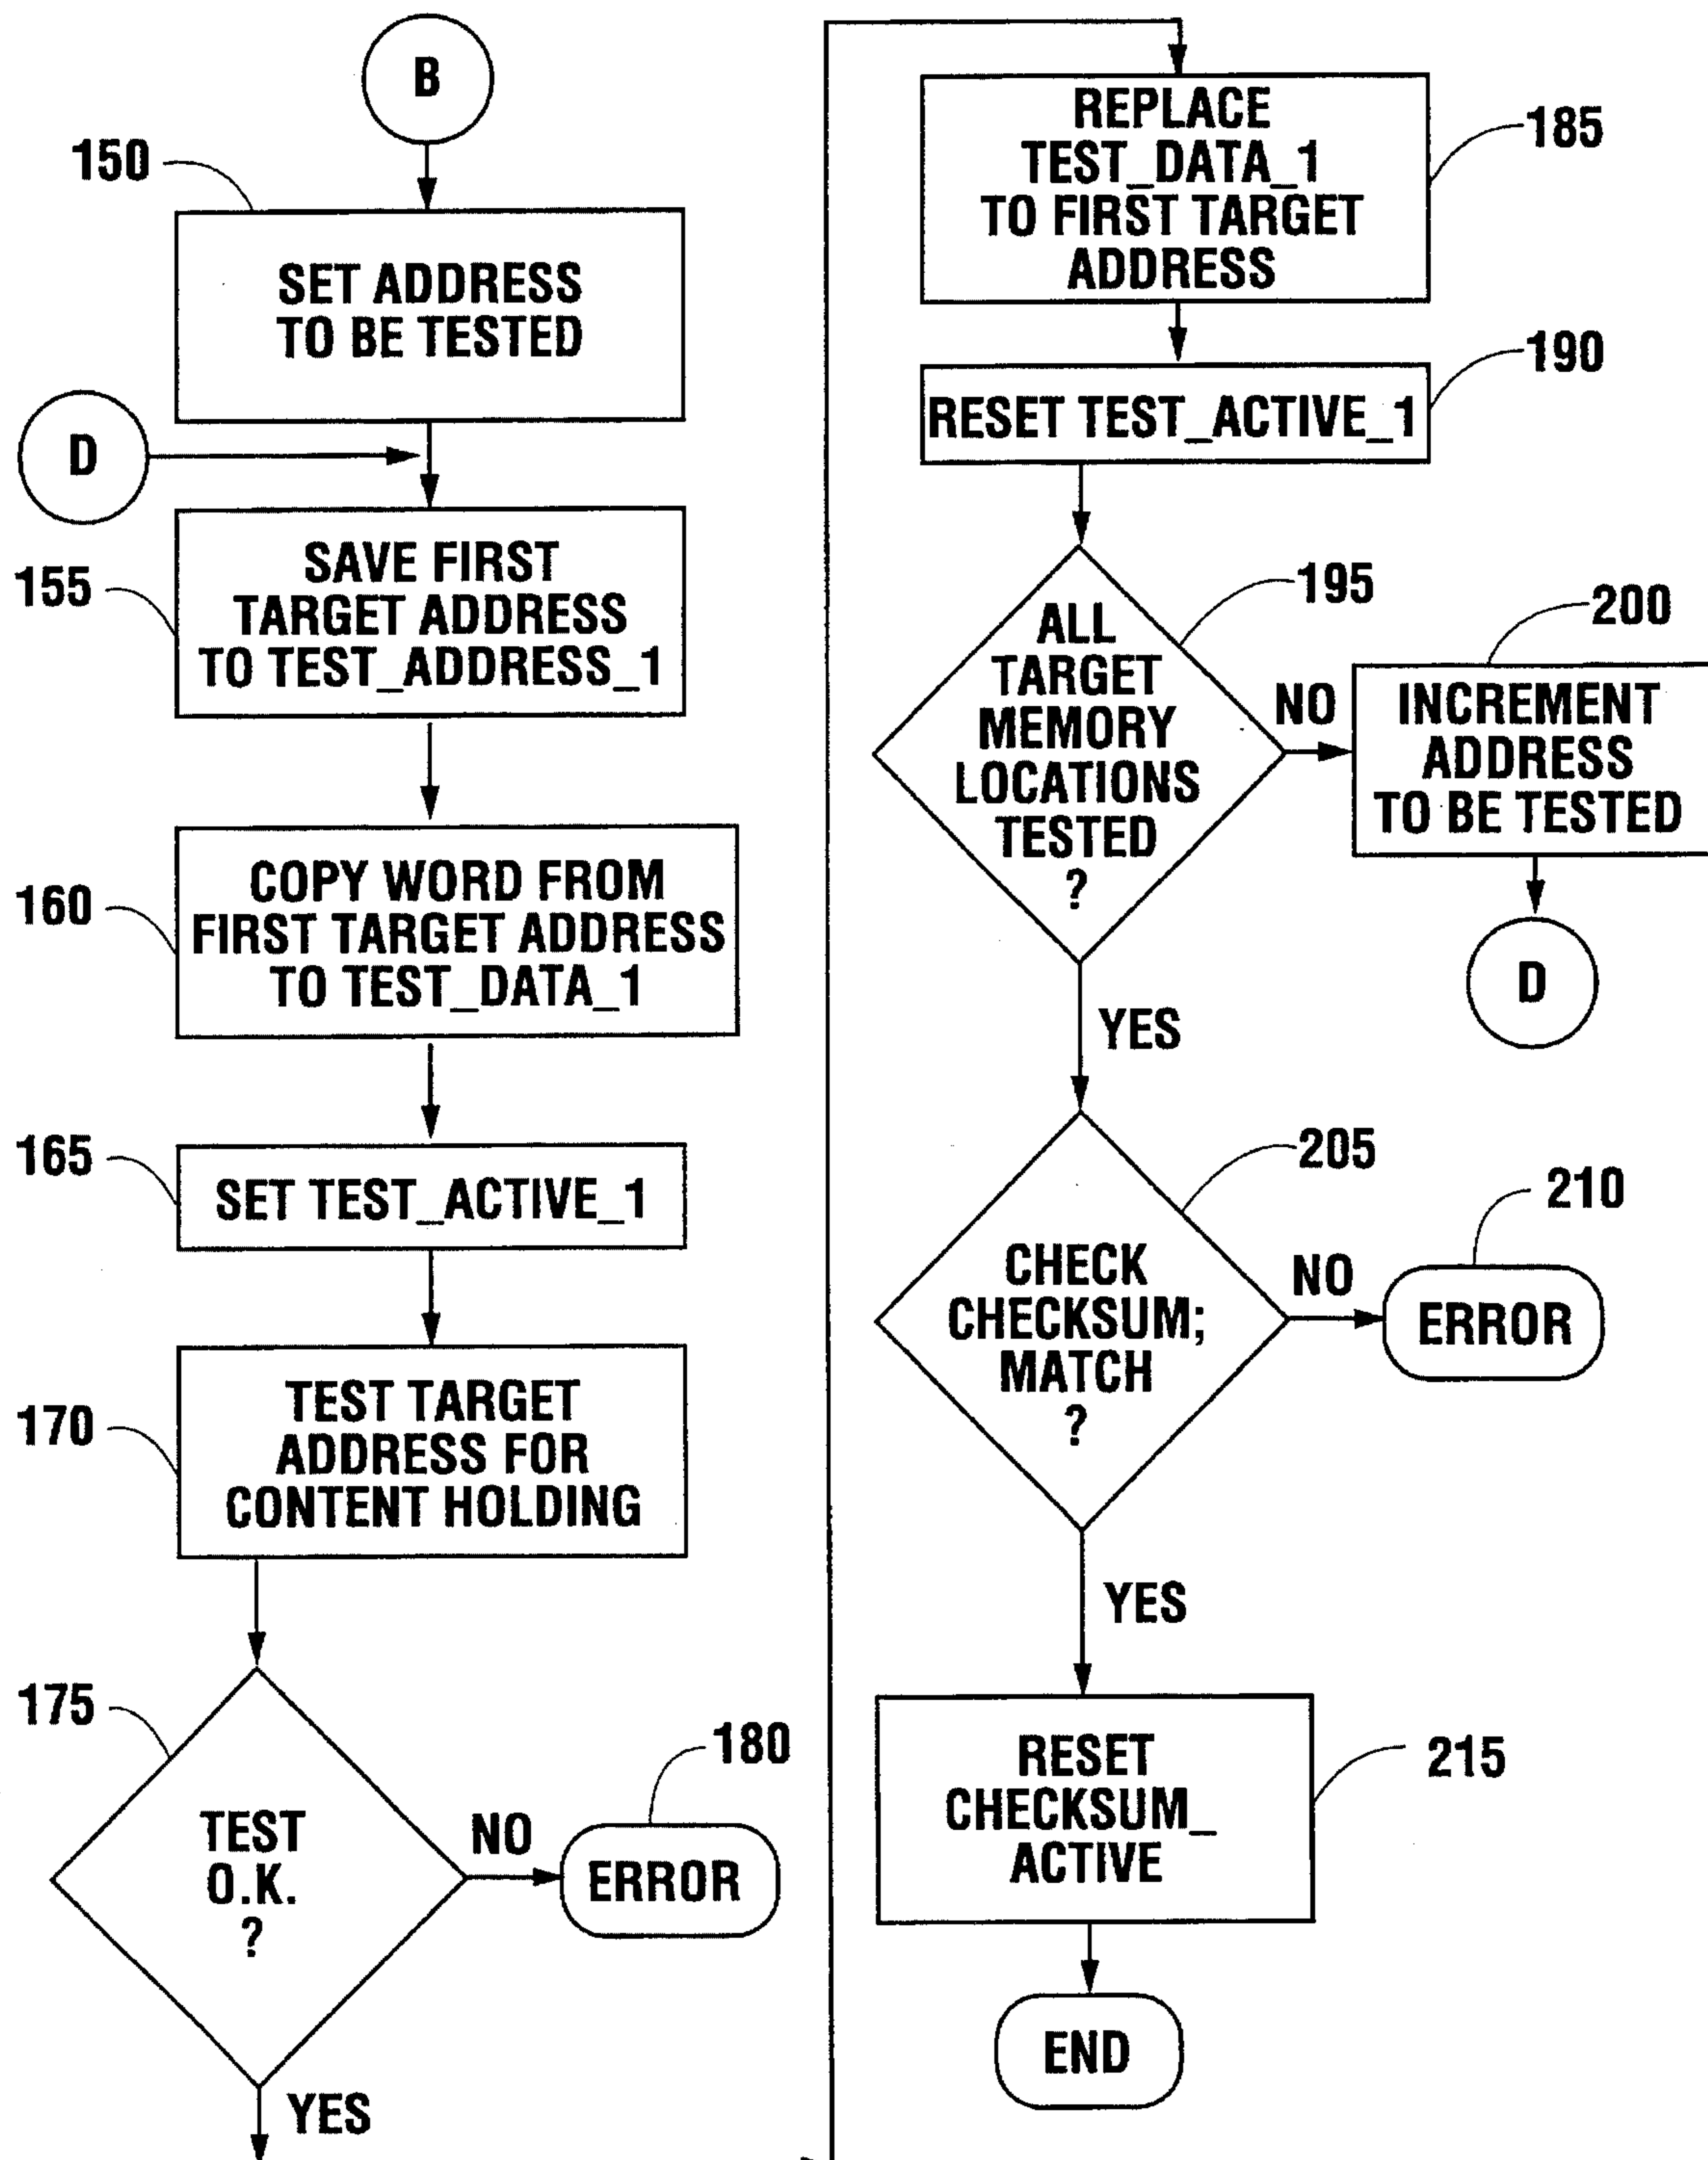 B
150
SET ADDRESS
TO BE TESTED
D
155
SAVE FIRST
TARGET ADDRESS
TO TEST_ADDRESS_1
160
COPY WORD FROM
FIRST TARGET ADDRESS
TO TEST_DATA_1
165
SET TEST_ACTIVE_1
170
TEST TARGET
ADDRESS FOR
CONTENT HOLDING
175
TEST
O.K.
?
NO
180
ERROR
YES
REPLACE
TEST_DATA_1
TO FIRST TARGET
ADDRESS
185
RESET TEST_ACTIVE_1
190
ALL
TARGET
MEMORY
LOCATIONS
TESTED
?
195
NO
200
INCREMENT
ADDRESS
TO BE TESTED
D
YES
CHECK
CHECKSUM;
MATCH
?
205
NO
210
ERROR
YES
RESET
CHECKSUM_
ACTIVE
215
END